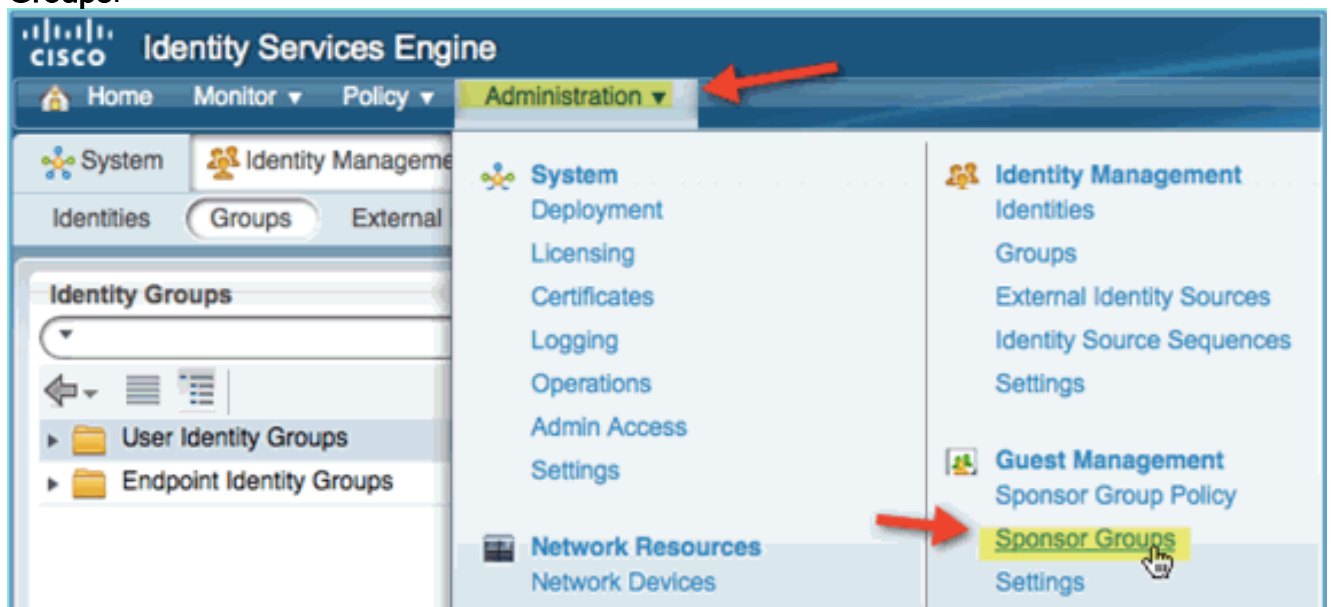 Groups.
CISCO Identity Services Engine
Home Monitor Policy Administration
System Identity Manageme
Identities Groups External
Identity Groups
User Identity Groups
Endpoint Identity Groups
System
Deployment
Licensing
Certificates
Logging
Operations
Admin Access
Settings
Network Resources
Network Devices
Identity Management
Identities
Groups
External Identity Sources
Identity Source Sequences
Settings
Guest Management
Sponsor Group Policy
Sponsor Groups
Settings